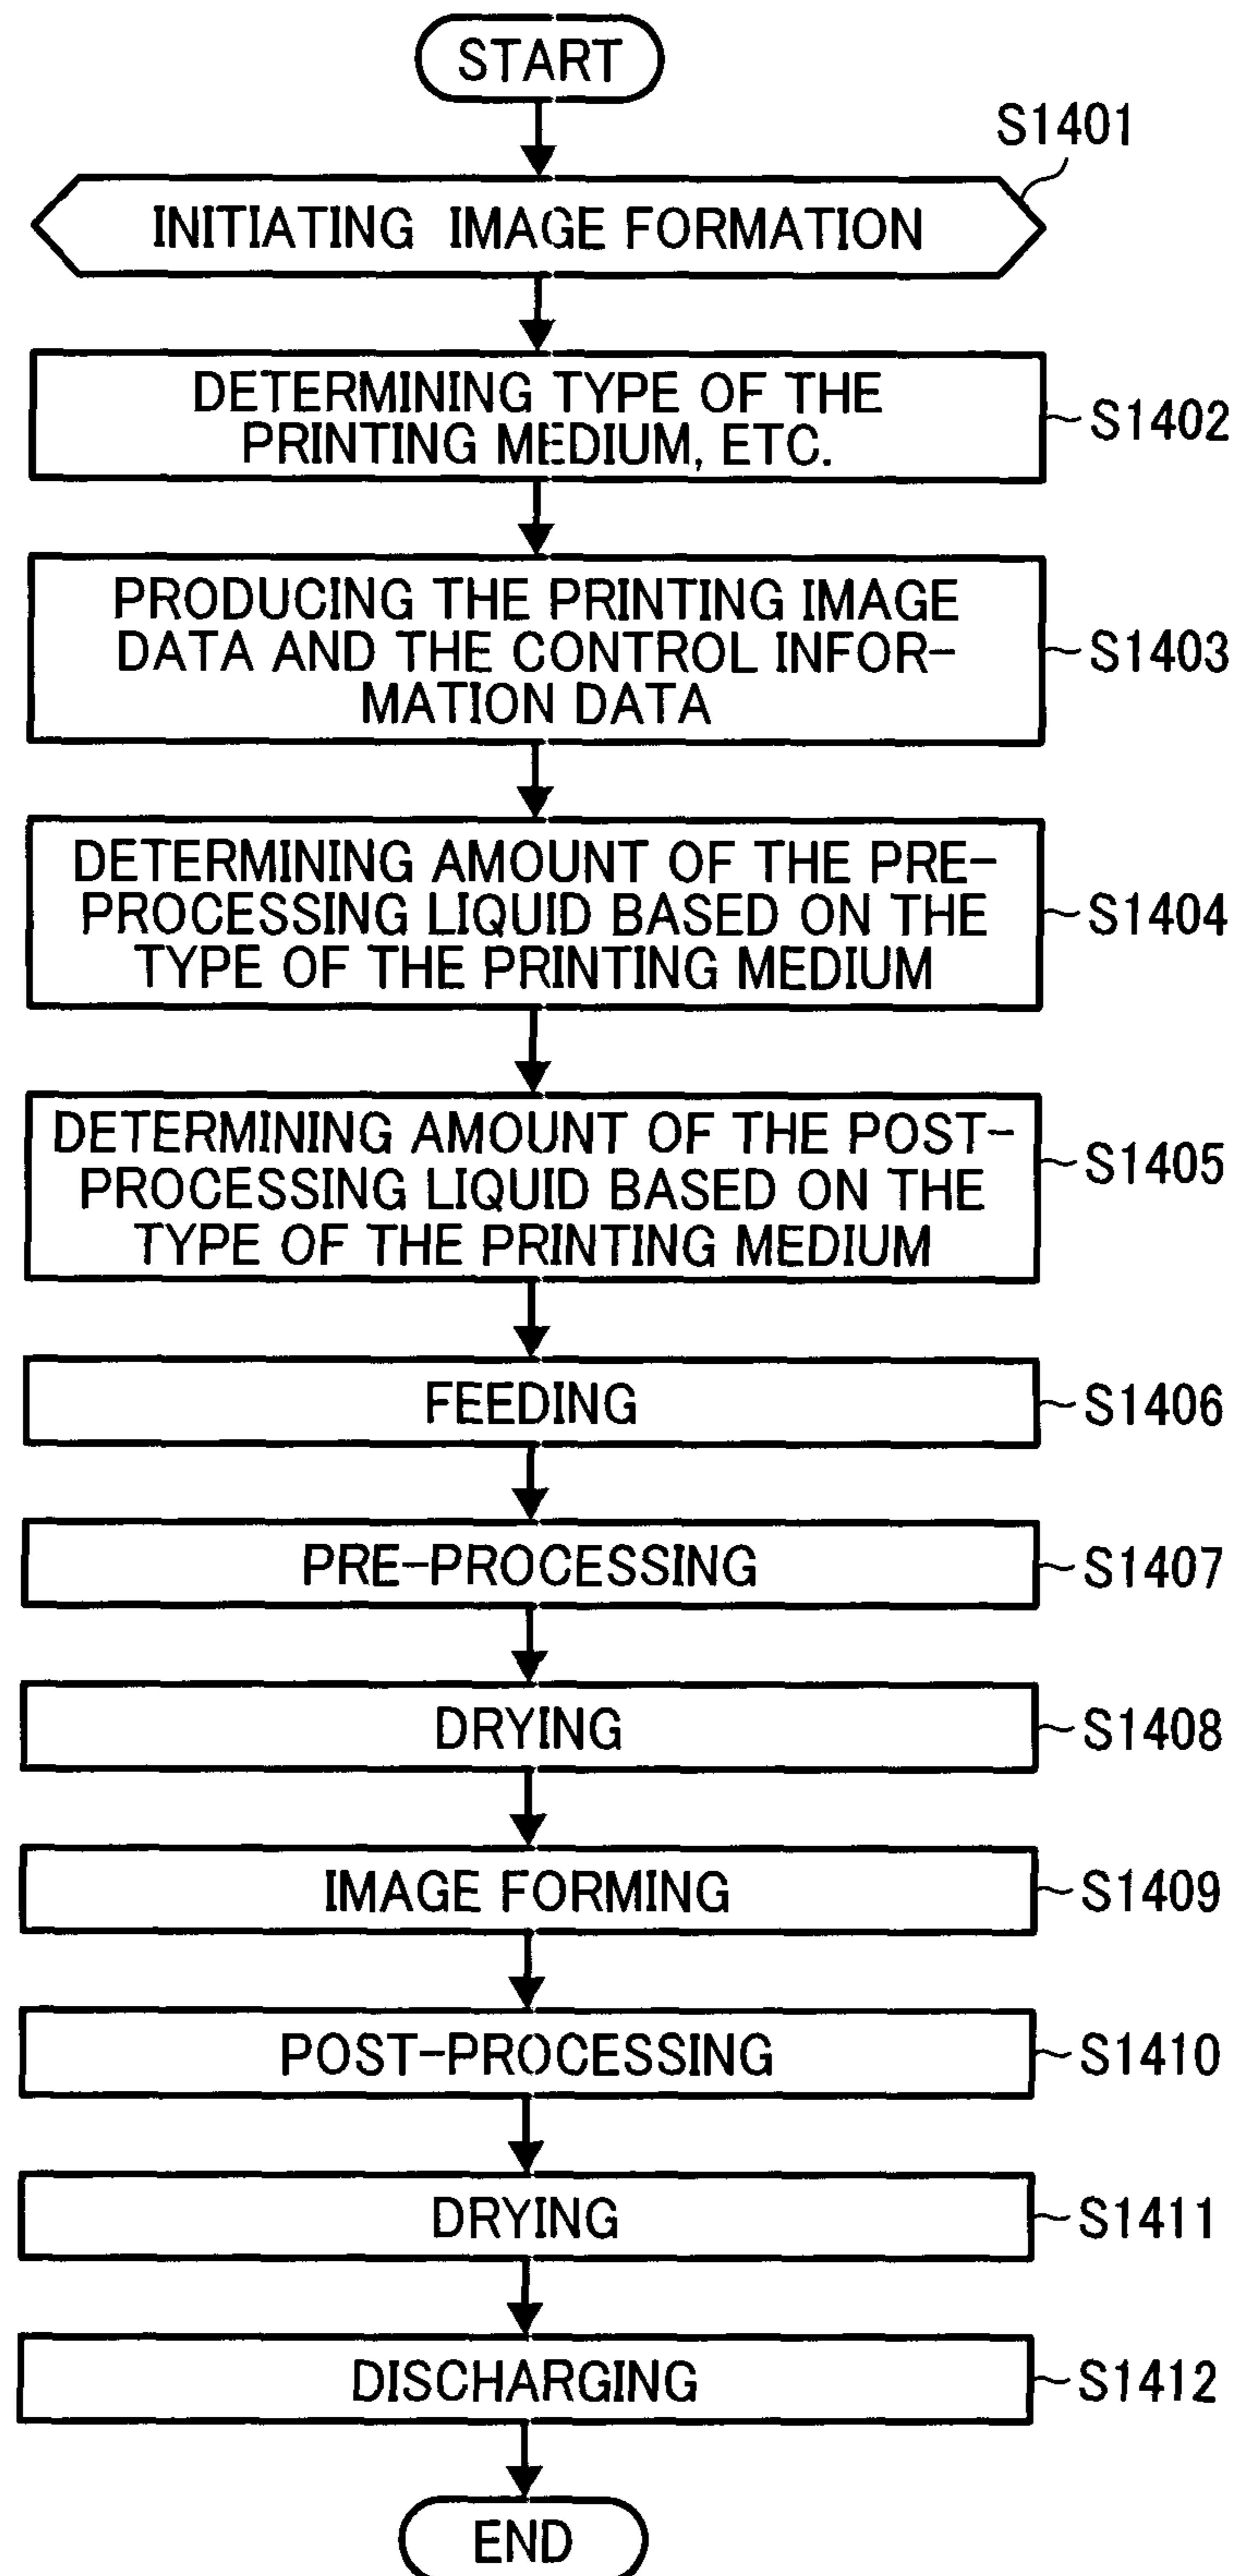 START
S1401
INITIATING IMAGE FORMATION
DETERMINING TYPE OF THE
PRINTING MEDIUM, ETC.
S1402
PRODUCING THE PRINTING IMAGE
DATA AND THE CONTROL INFOR-
MATION DATA
S1403
DETERMINING AMOUNT OF THE PRE-
PROCESSING LIQUID BASED ON THE
TYPE OF THE PRINTING MEDIUM
S1404
DETERMINING AMOUNT OF THE POST-
PROCESSING LIQUID BASED ON THE
TYPE OF THE PRINTING MEDIUM
S1405
FEEDING
S1406
PRE-PROCESSING
S1407
DRYING
S1408
IMAGE FORMING
S1409
POST-PROCESSING
S1410
DRYING
S1411
DISCHARGING
S1412
END